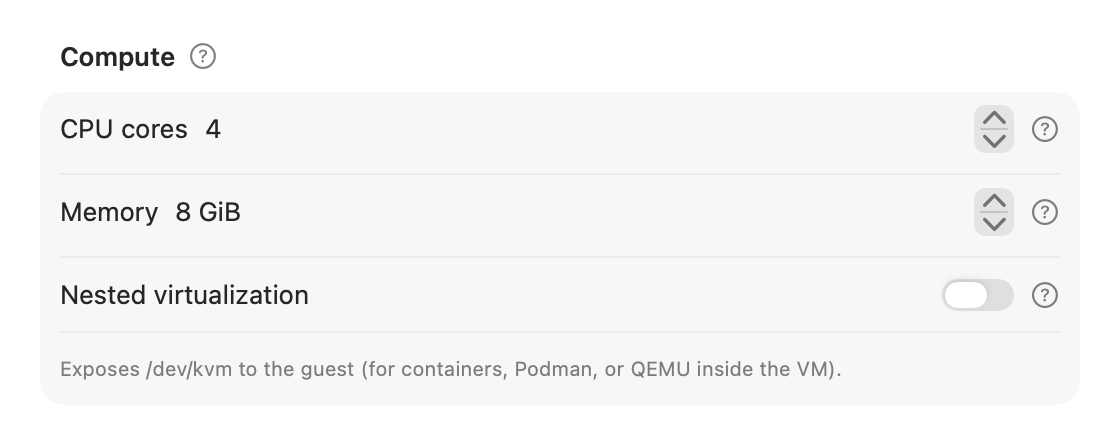 Compute ?
CPU cores 4 ?
Memory 8 GiB ?
Nested virtualization ?
Exposes /dev/kvm to the guest (for containers, Podman, or QEMU inside the VM).